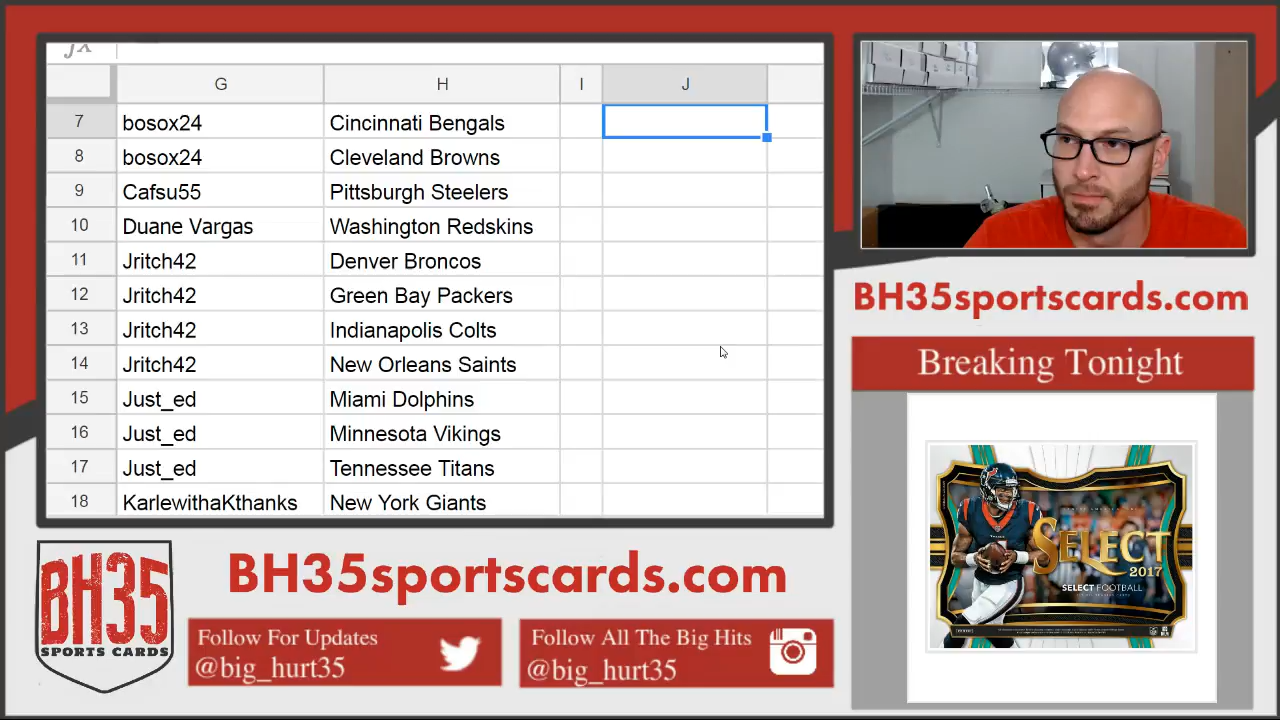 fx
G H I J
7 bosox24 Cincinnati Bengals
8 bosox24 Cleveland Browns
9 Cafsu55 Pittsburgh Steelers
10 Duane Vargas Washington Redskins
11 Jritch42 Denver Broncos
12 Jritch42 Green Bay Packers
13 Jritch42 Indianapolis Colts
14 Jritch42 New Orleans Saints
15 Just_ed Miami Dolphins
16 Just_ed Minnesota Vikings
17 Just_ed Tennessee Titans
18 KarlewithaKthanks New York Giants
BH35sportscards.com
Breaking Tonight
SELECT
2017
SELECT FOOTBALL
BH35
SPORTS CARDS
BH35sportscards.com
Follow For Updates
@big_hurt35
Follow All The Big Hits
@big_hurt35